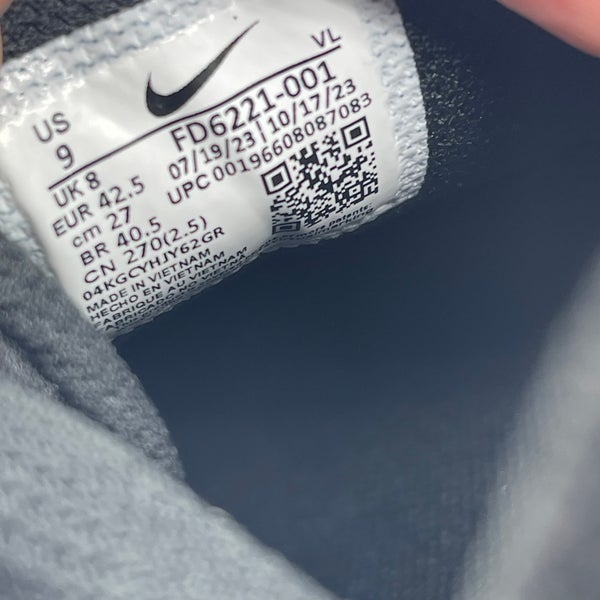 VL
FD6221-001
07/19/23|10/17/23
UPC 00196608087083
US
9
UK 8
EUR 42.5
cm 27
BR 40.5
CN 270(2.5)
04KGCYHJY62GR
MADE IN VIETNAM
HECHO EN VIETNAM
FABRIQUE AU VIETNAM
patents: